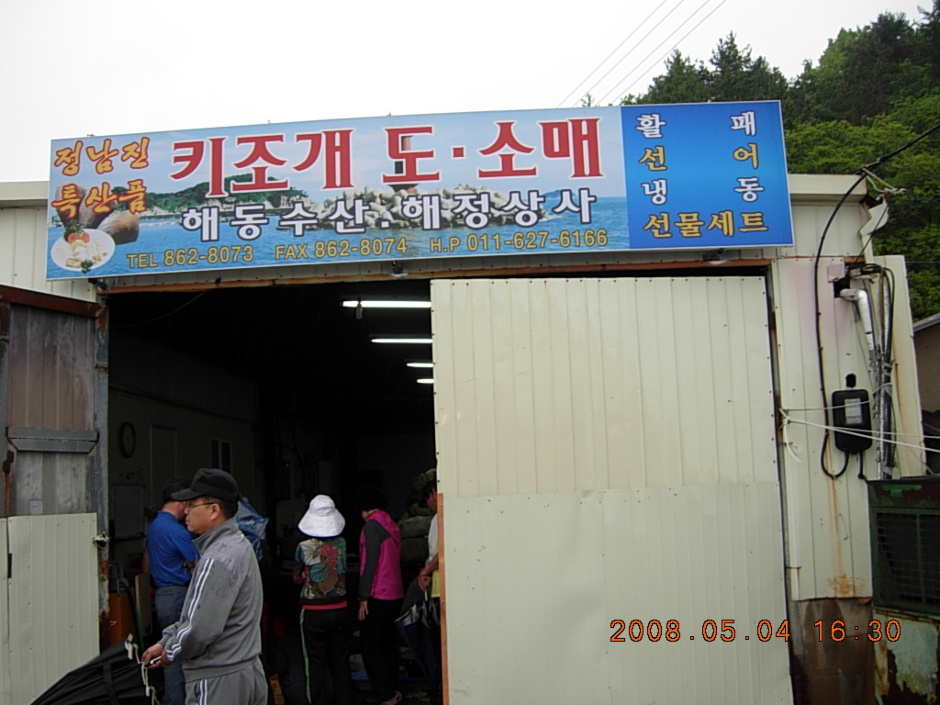 정남진
특산품
키조개 도·소매
해동수산.해정상사
TEL 862-8073 FAX 862-8074 H.P 011-627-6166
활 패
선 어
냉 동
선물세트
2008.05.04 16:30